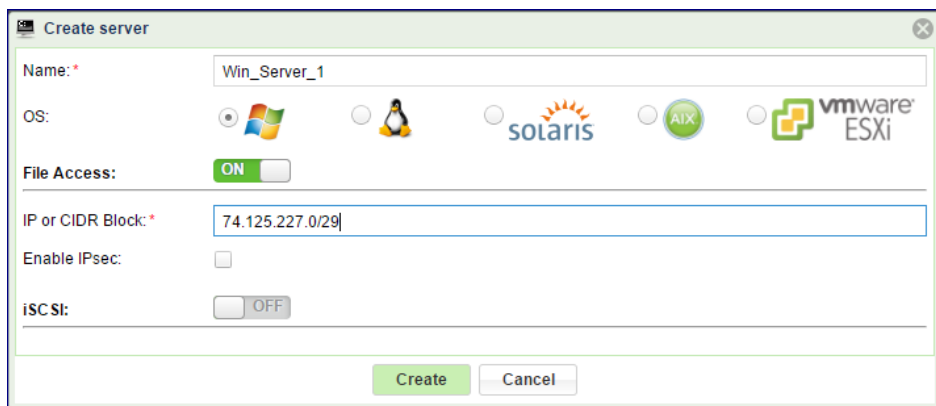 Create server
Name:*
Win_Server_1
OS:
solaris
AIX
vmware ESXi
File Access:
ON
IP or CIDR Block:*
74.125.227.0/29
Enable IPsec:
iSCSI:
OFF
Create Cancel